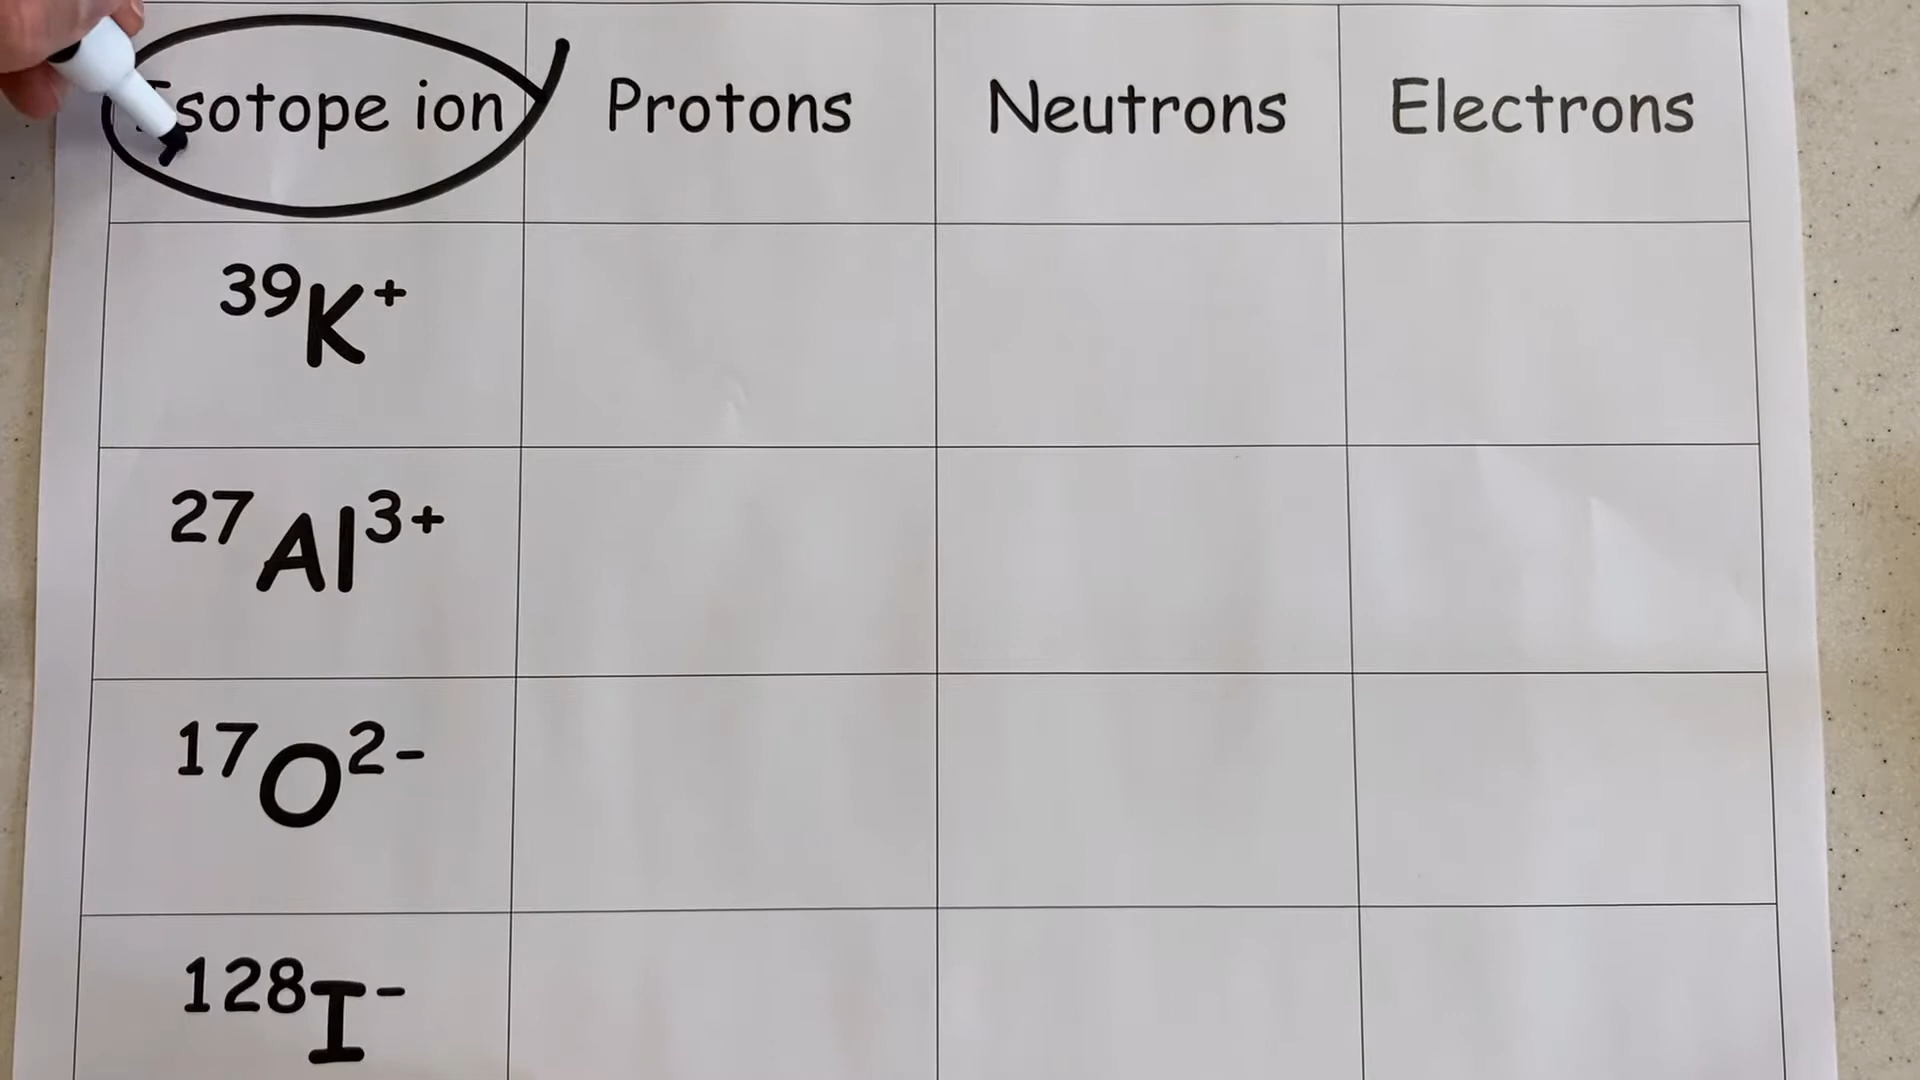 Isotope ion Protons Neutrons Electrons
39K+
27Al3+
17O2-
128I-